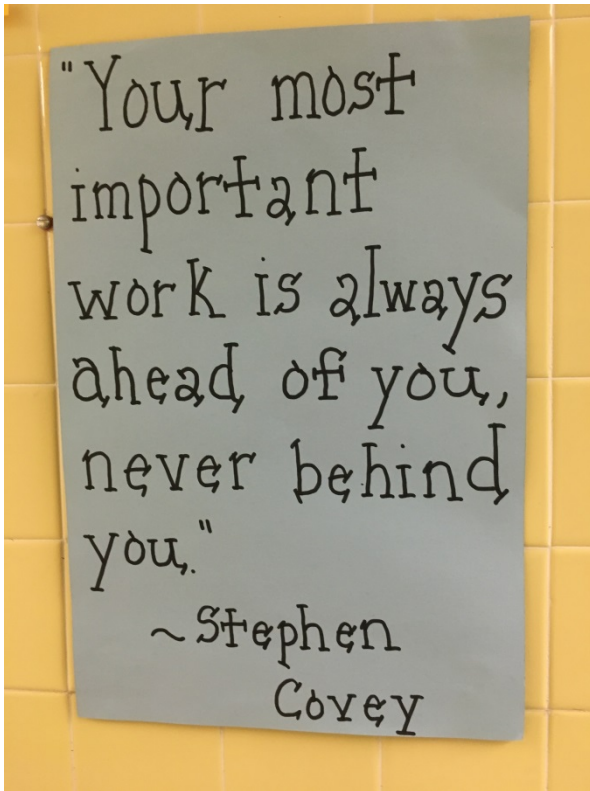 "Your most
important
work is always
ahead of you,
never behind
you."
~Stephen
Covey